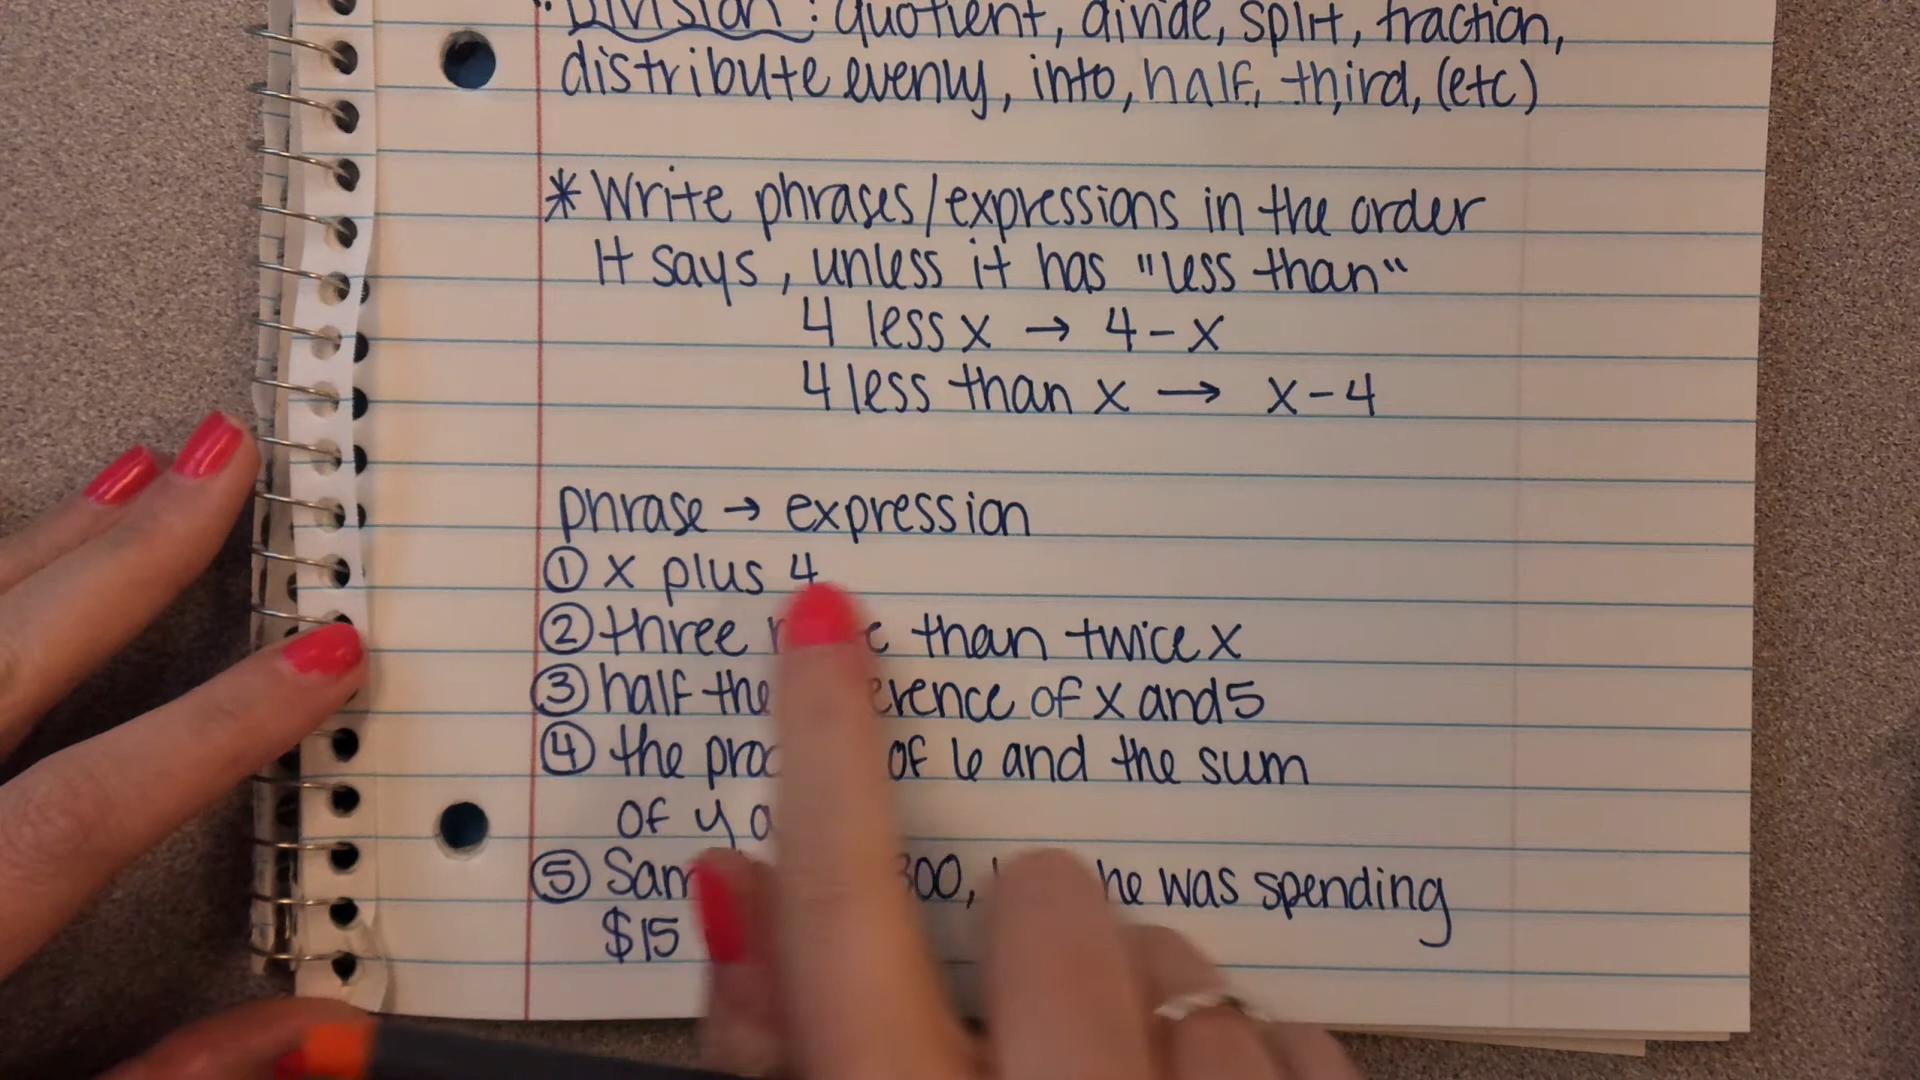 Division: quotient, divide, split, fraction,
distribute evenly, into, half, third, (etc)
* Write phrases/expressions in the order
It says, unless it has "less than"
4 less x → 4 - x
4 less than x → x - 4
phrase → expression
① x plus 4
② three than twice x
③ half the of x and 5
④ the of 6 and the sum
of y
⑤ he was spending
$15